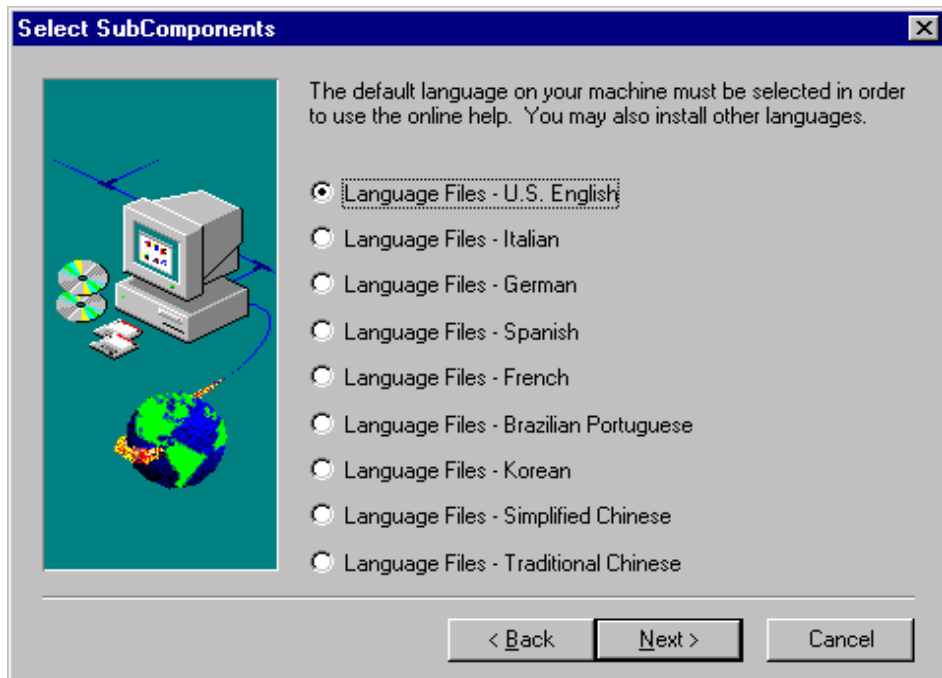 Select SubComponents
The default language on your machine must be selected in order
to use the online help.  You may also install other languages.
Language Files - U.S. English
Language Files - Italian
Language Files - German
Language Files - Spanish
Language Files - French
Language Files - Brazilian Portuguese
Language Files - Korean
Language Files - Simplified Chinese
Language Files - Traditional Chinese
< Back
Next >
Cancel